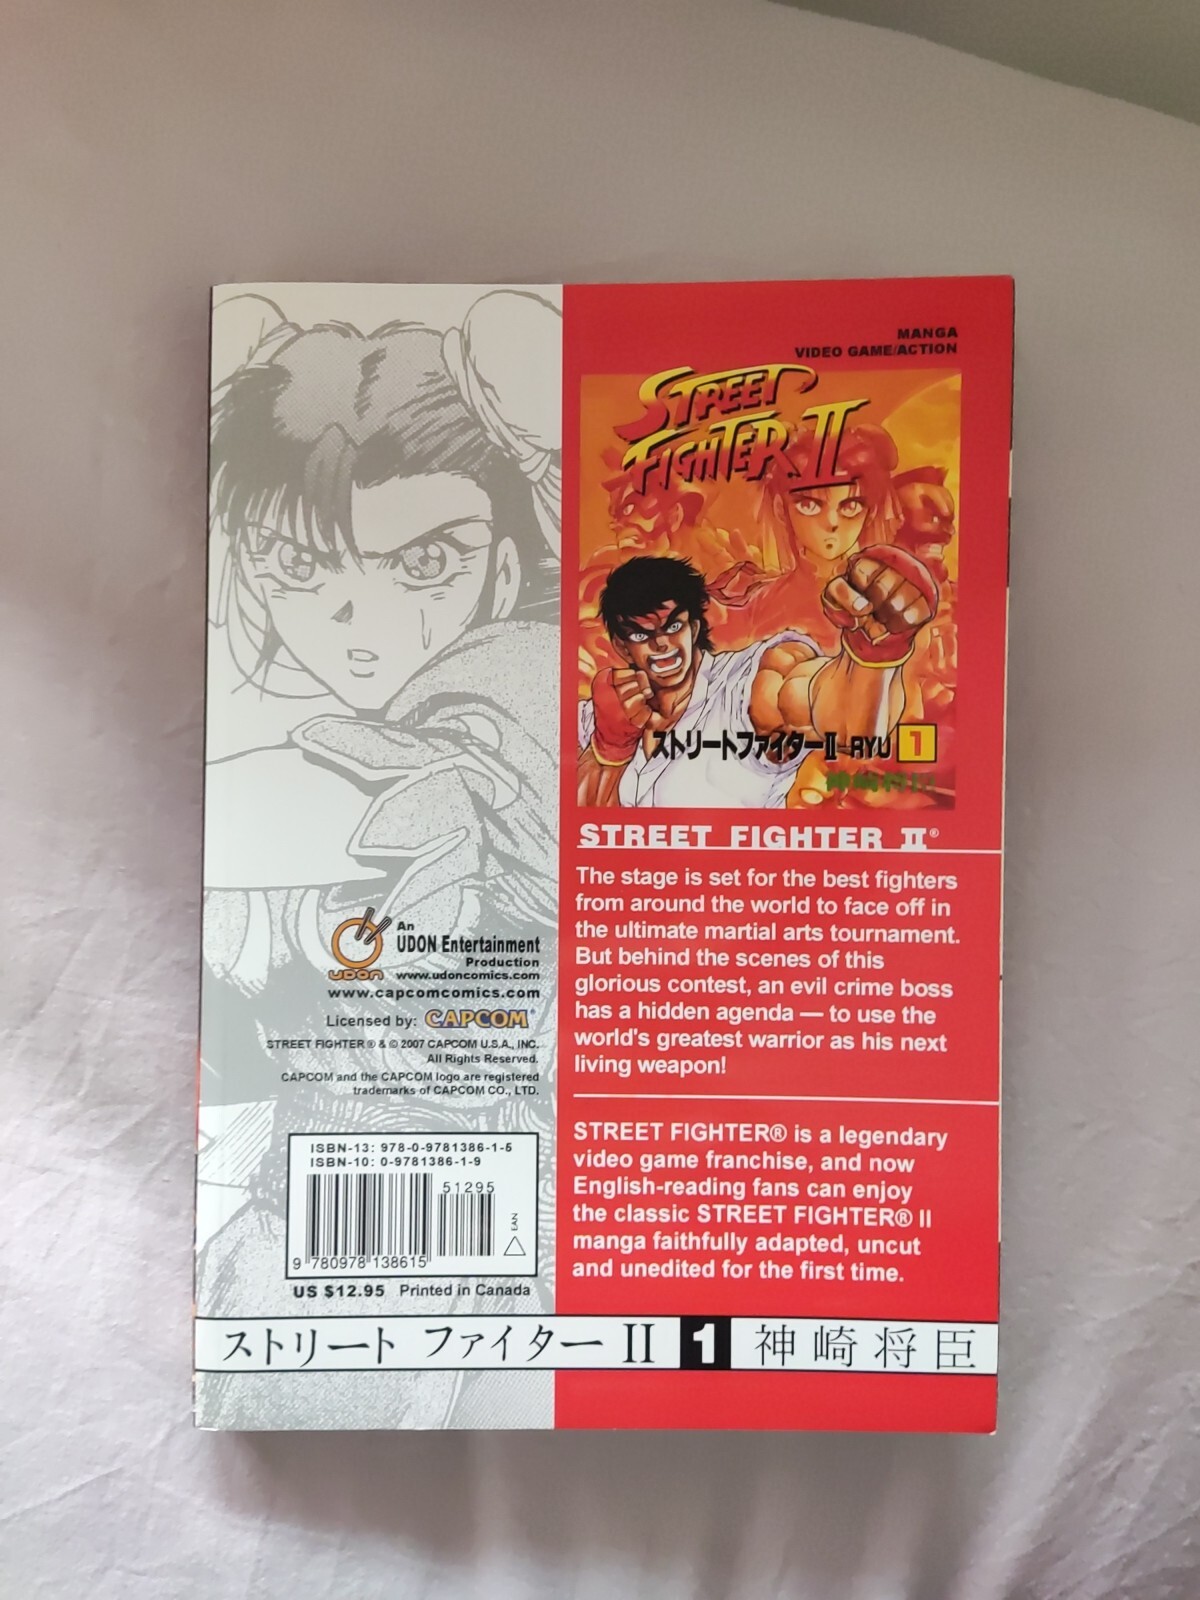 MANGA
VIDEO GAME/ACTION
STREET
FIGHTER II
ストリートファイターII—RYU 1
神崎将臣
STREET FIGHTER II®
The stage is set for the best fighters
from around the world to face off in
the ultimate martial arts tournament.
But behind the scenes of this
glorious contest, an evil crime boss
has a hidden agenda — to use the
world's greatest warrior as his next
living weapon!
STREET FIGHTER® is a legendary
video game franchise, and now
English-reading fans can enjoy
the classic STREET FIGHTER® II
manga faithfully adapted, uncut
and unedited for the first time.
UDON
An
UDON Entertainment
Production
www.udoncomics.com
www.capcomcomics.com
Licensed by: CAPCOM®
STREET FIGHTER ® & © 2007 CAPCOM U.S.A., INC.
All Rights Reserved.
CAPCOM and the CAPCOM logo are registered
trademarks of CAPCOM CO., LTD.
ISBN-13: 978-0-9781386-1-5
ISBN-10: 0-9781386-1-9
51295
EAN
9 780978 138615
US $12.95 Printed in Canada
ストリート ファイター II 1 神崎将臣